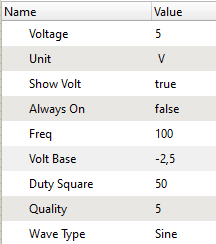 Name Value
Voltage 5
Unit V
Show Volt true
Always On false
Freq 100
Volt Base -2,5
Duty Square 50
Quality 5
Wave Type Sine